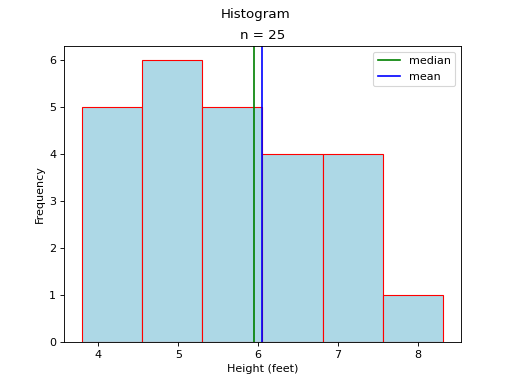 Histogram
n = 25
median
mean
6
5
4
3
2
1
0
Frequency
4 5 6 7 8
Height (feet)